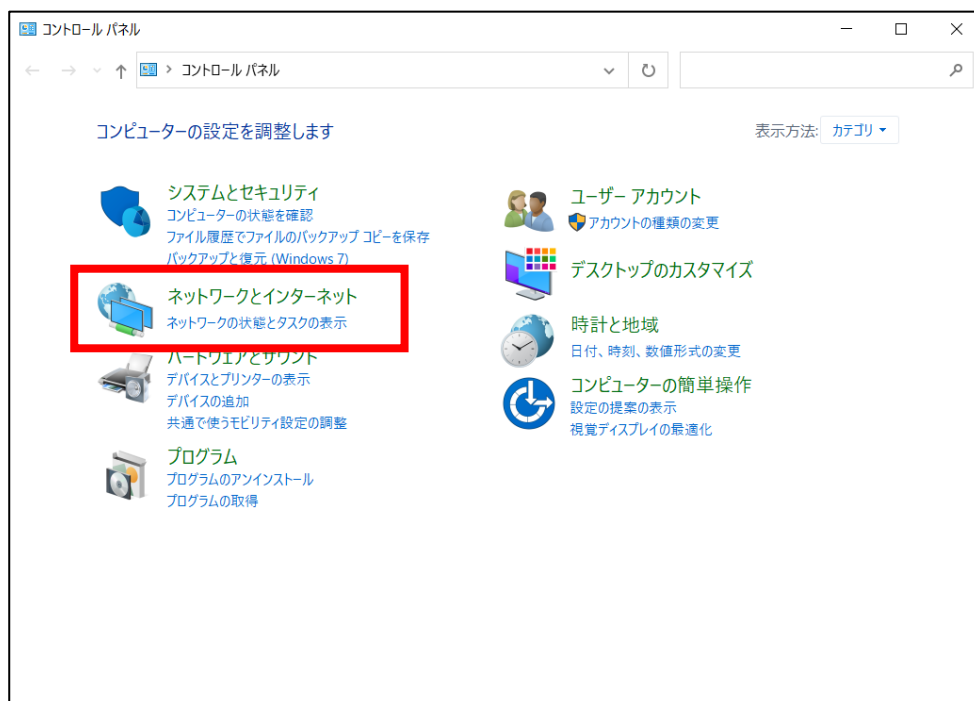 コントロール パネル
コントロール パネル
コンピューターの設定を調整します
表示方法: カテゴリ
システムとセキュリティ
コンピューターの状態を確認
ファイル履歴でファイルのバックアップ コピーを保存
バックアップと復元 (Windows 7)
ネットワークとインターネット
ネットワークの状態とタスクの表示
ハードウェアとサウンド
デバイスとプリンターの表示
デバイスの追加
共通で使うモビリティ設定の調整
プログラム
プログラムのアンインストール
プログラムの取得
ユーザー アカウント
アカウントの種類の変更
デスクトップのカスタマイズ
時計と地域
日付、時刻、数値形式の変更
コンピューターの簡単操作
設定の提案の表示
視覚ディスプレイの最適化